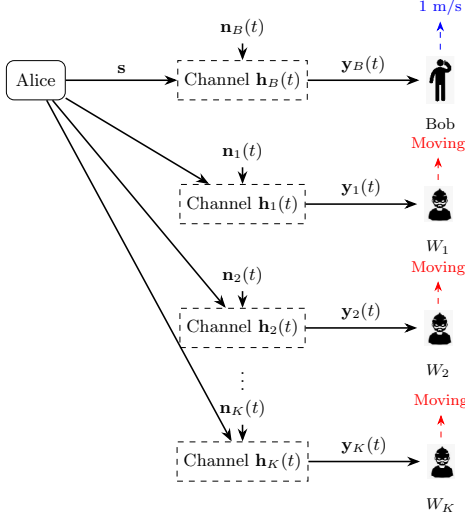 1 m/s
n_B(t)
Alice
s
Channel h_B(t)
y_B(t)
Bob
Moving
n_1(t)
Channel h_1(t)
y_1(t)
W_1
Moving
n_2(t)
Channel h_2(t)
y_2(t)
W_2
⋮
Moving
n_K(t)
Channel h_K(t)
y_K(t)
W_K